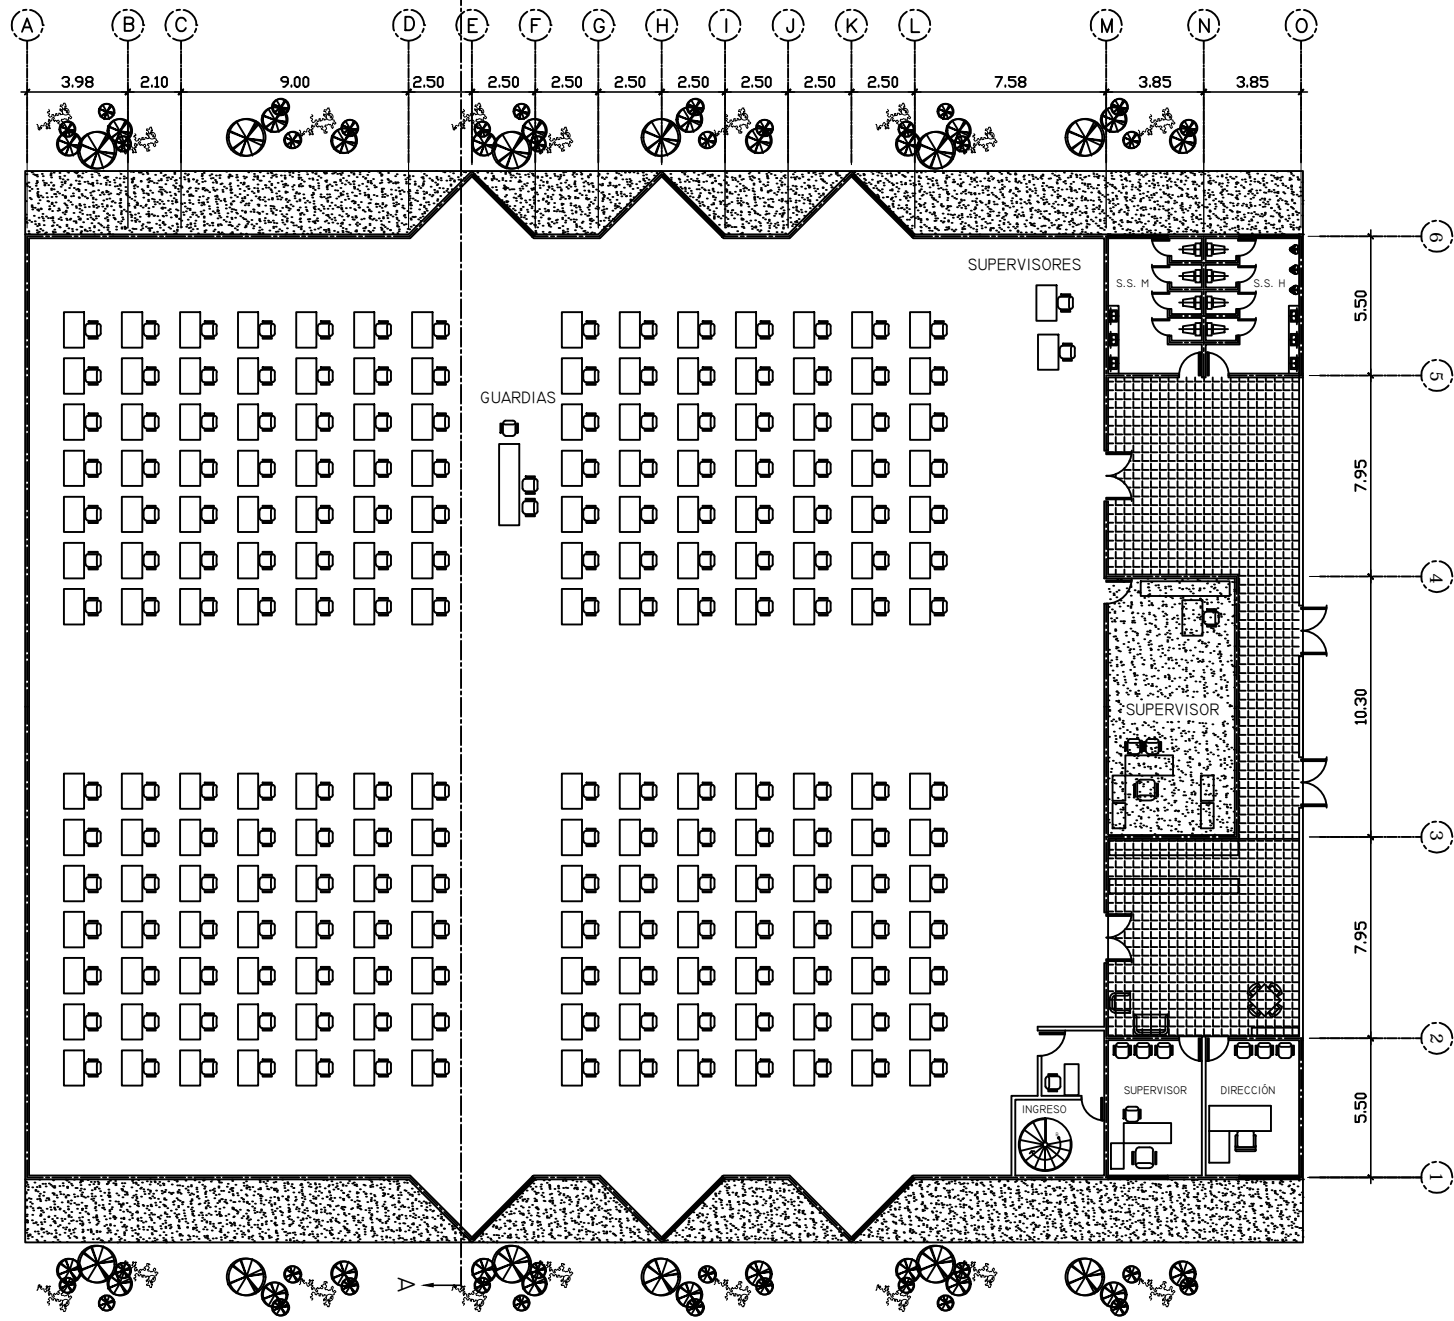 A B C D E F G H I J K L M N O
3.98 2.10 9.00 2.50 2.50 2.50 2.50 2.50 2.50 2.50 2.50 7.58 3.85 3.85
6
SUPERVISORES
S.S. M
S.S. H
5.50
5
GUARDIAS
7.95
4
SUPERVISOR
10.30
3
7.95
2
SUPERVISOR
DIRECCIÓN
INGRESO
5.50
1
A